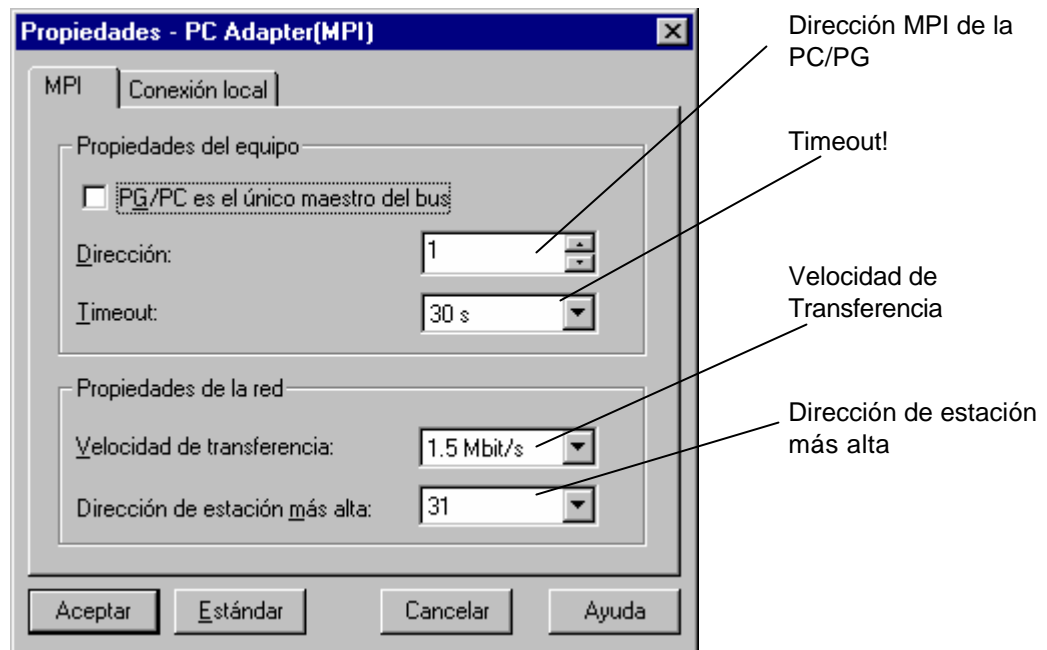 Propiedades - PC Adapter(MPI)
MPI
Conexión local
Propiedades del equipo
PG/PC es el único maestro del bus
Dirección:
1
Timeout:
30 s
Propiedades de la red
Velocidad de transferencia:
1.5 Mbit/s
Dirección de estación más alta:
31
Aceptar
Estándar
Cancelar
Ayuda
Dirección MPI de la
PC/PG
Timeout!
Velocidad de
Transferencia
Dirección de estación
más alta